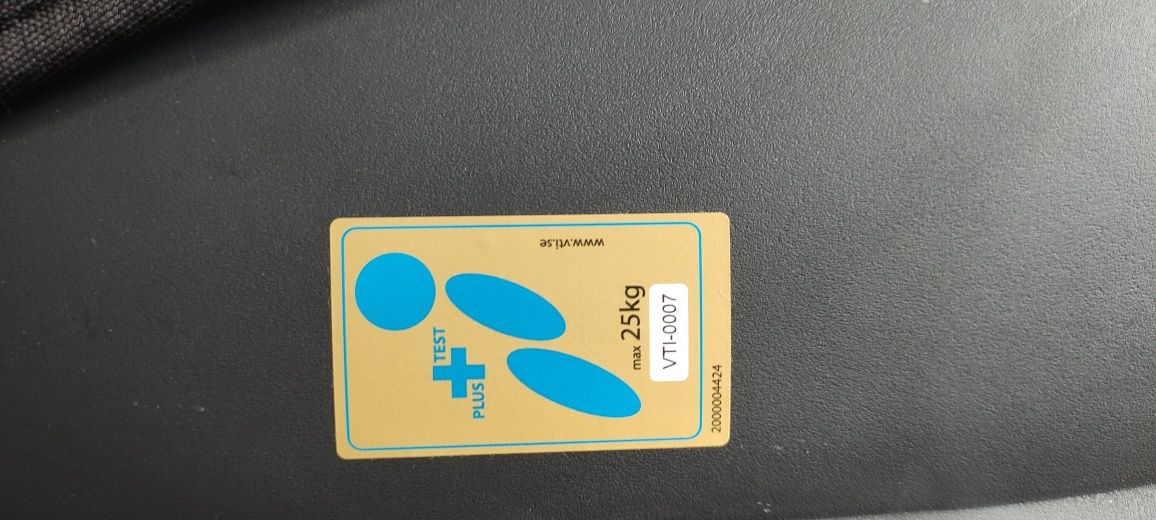 PLUS TEST
max 25kg
VTI-0007
2000004424
www.vti.se